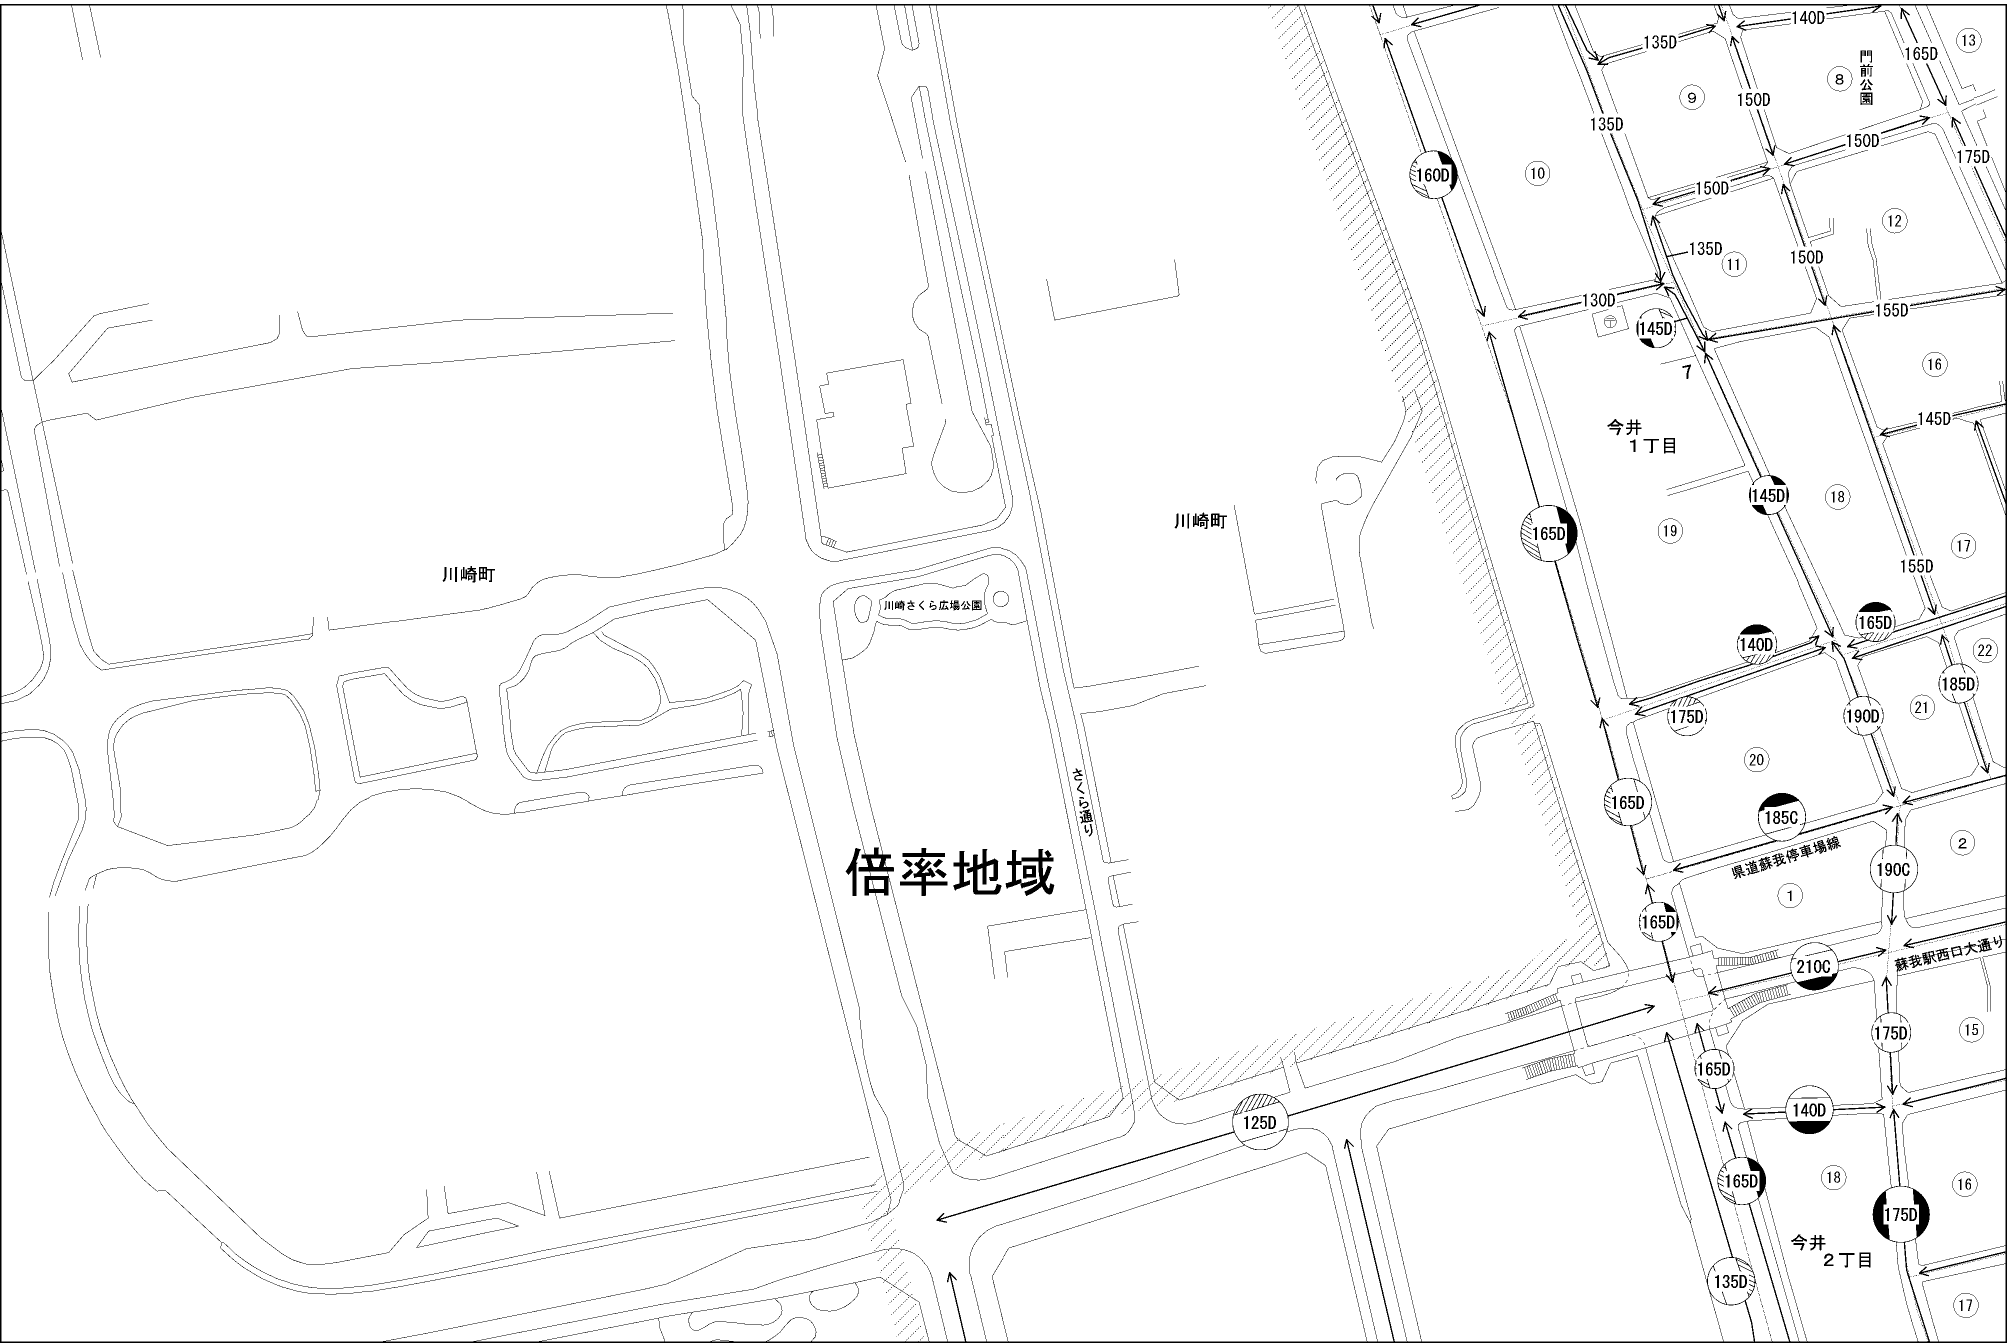 140D
135D
165D
13
門前公園
8
9
150D
135D
150D
175D
160D
10
150D
12
135D
11
150D
130D
155D
〒
145D
7
16
今井
1丁目
145D
145D
18
19
17
川崎町
165D
155D
川崎町
川崎さくら広場公園
165D
140D
22
185D
175D
190D
21
20
さくら通り
165D
185C
県道蘇我停車場線
2
倍率地域
190C
1
165D
蘇我駅西口大通り
210C
175D
15
165D
125D
140D
165D
18
16
175D
今井
2丁目
135D
17